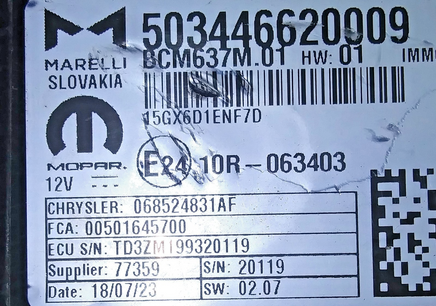 503446620009
MARELLI
SLOVAKIA
BCM637M.01 HW: 01 IMMO
15GX6D1ENF7D
MOPAR.
12V
E24 10R-063403
CHRYSLER: 068524831AF
FCA: 00501645700
ECU S/N: TD3ZM199320119
Supplier: 77359 S/N: 20119
Date: 18/07/23 SW: 02.07